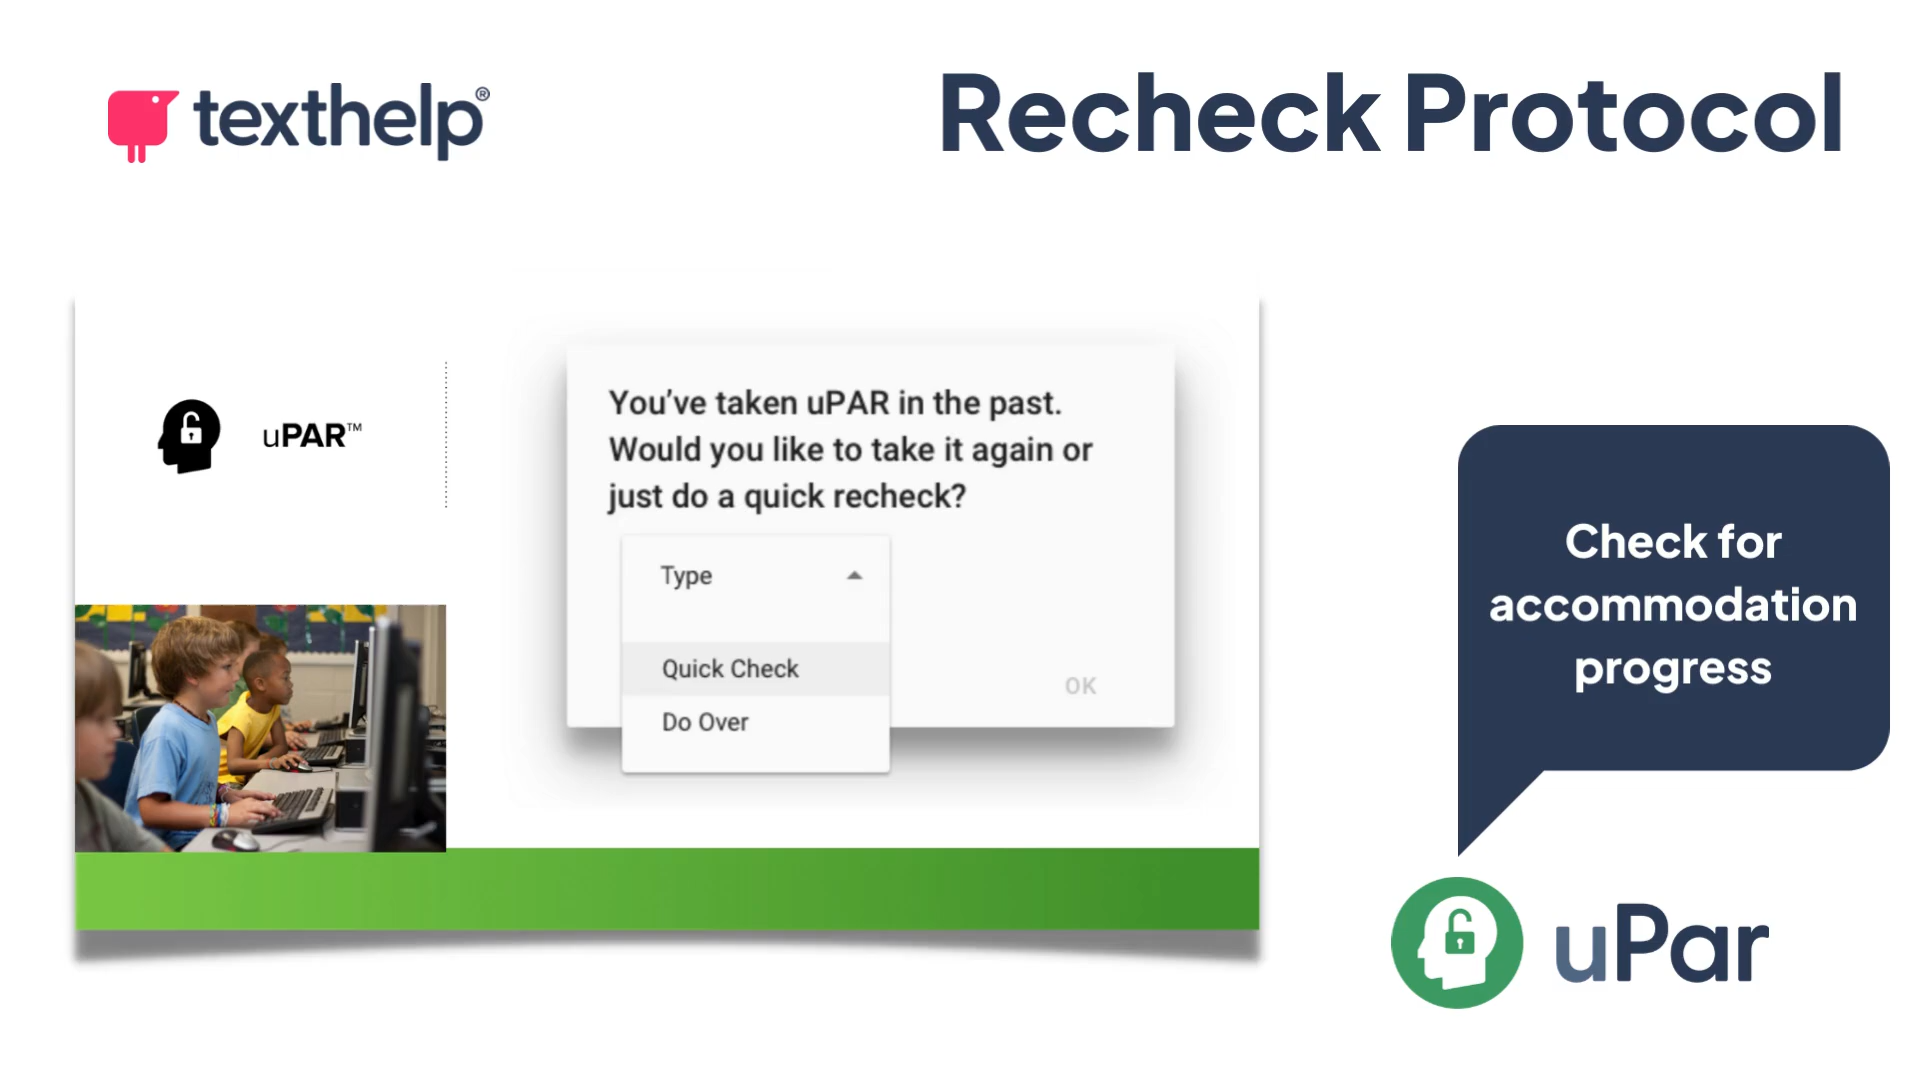 texthelp®
Recheck Protocol
uPAR™
You've taken uPAR in the past.
Would you like to take it again or
just do a quick recheck?
Type
Quick Check
Do Over
OK
Check for
accommodation
progress
uPar